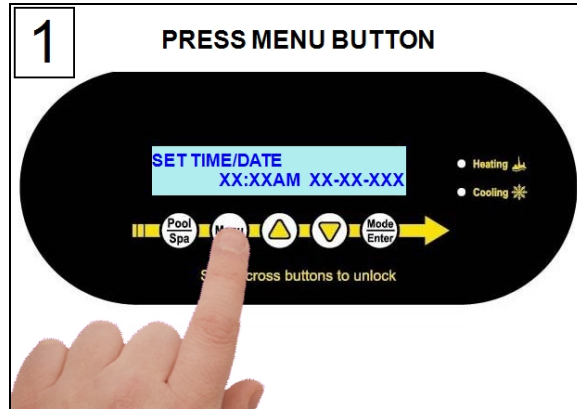 1
PRESS MENU BUTTON
SET TIME/DATE
XX:XXAM XX-XX-XXX
Heating
Cooling
Pool
Spa
Mode
Enter
cross buttons to unlock